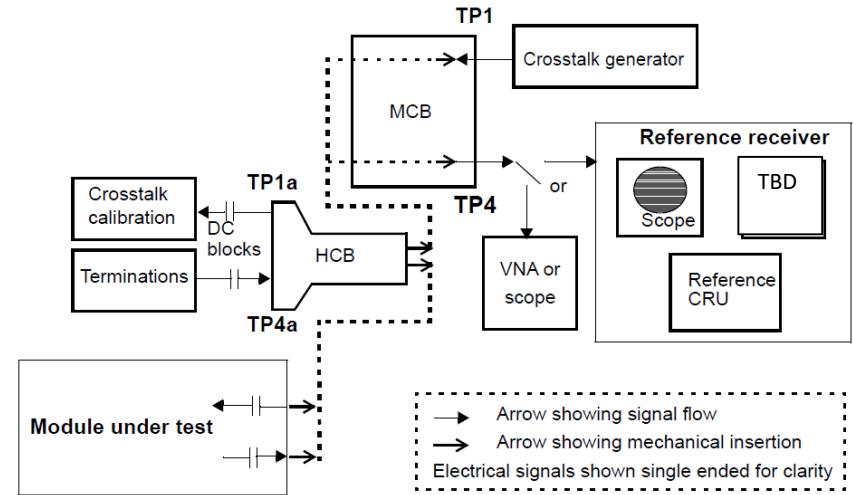 TP1
Crosstalk generator
MCB
Reference receiver
Scope
TBD
Reference
CRU
or
TP4
VNA or
scope
TP1a
Crosstalk
calibration
DC
blocks
Terminations
HCB
TP4a
Module under test
Arrow showing signal flow
Arrow showing mechanical insertion
Electrical signals shown single ended for clarity